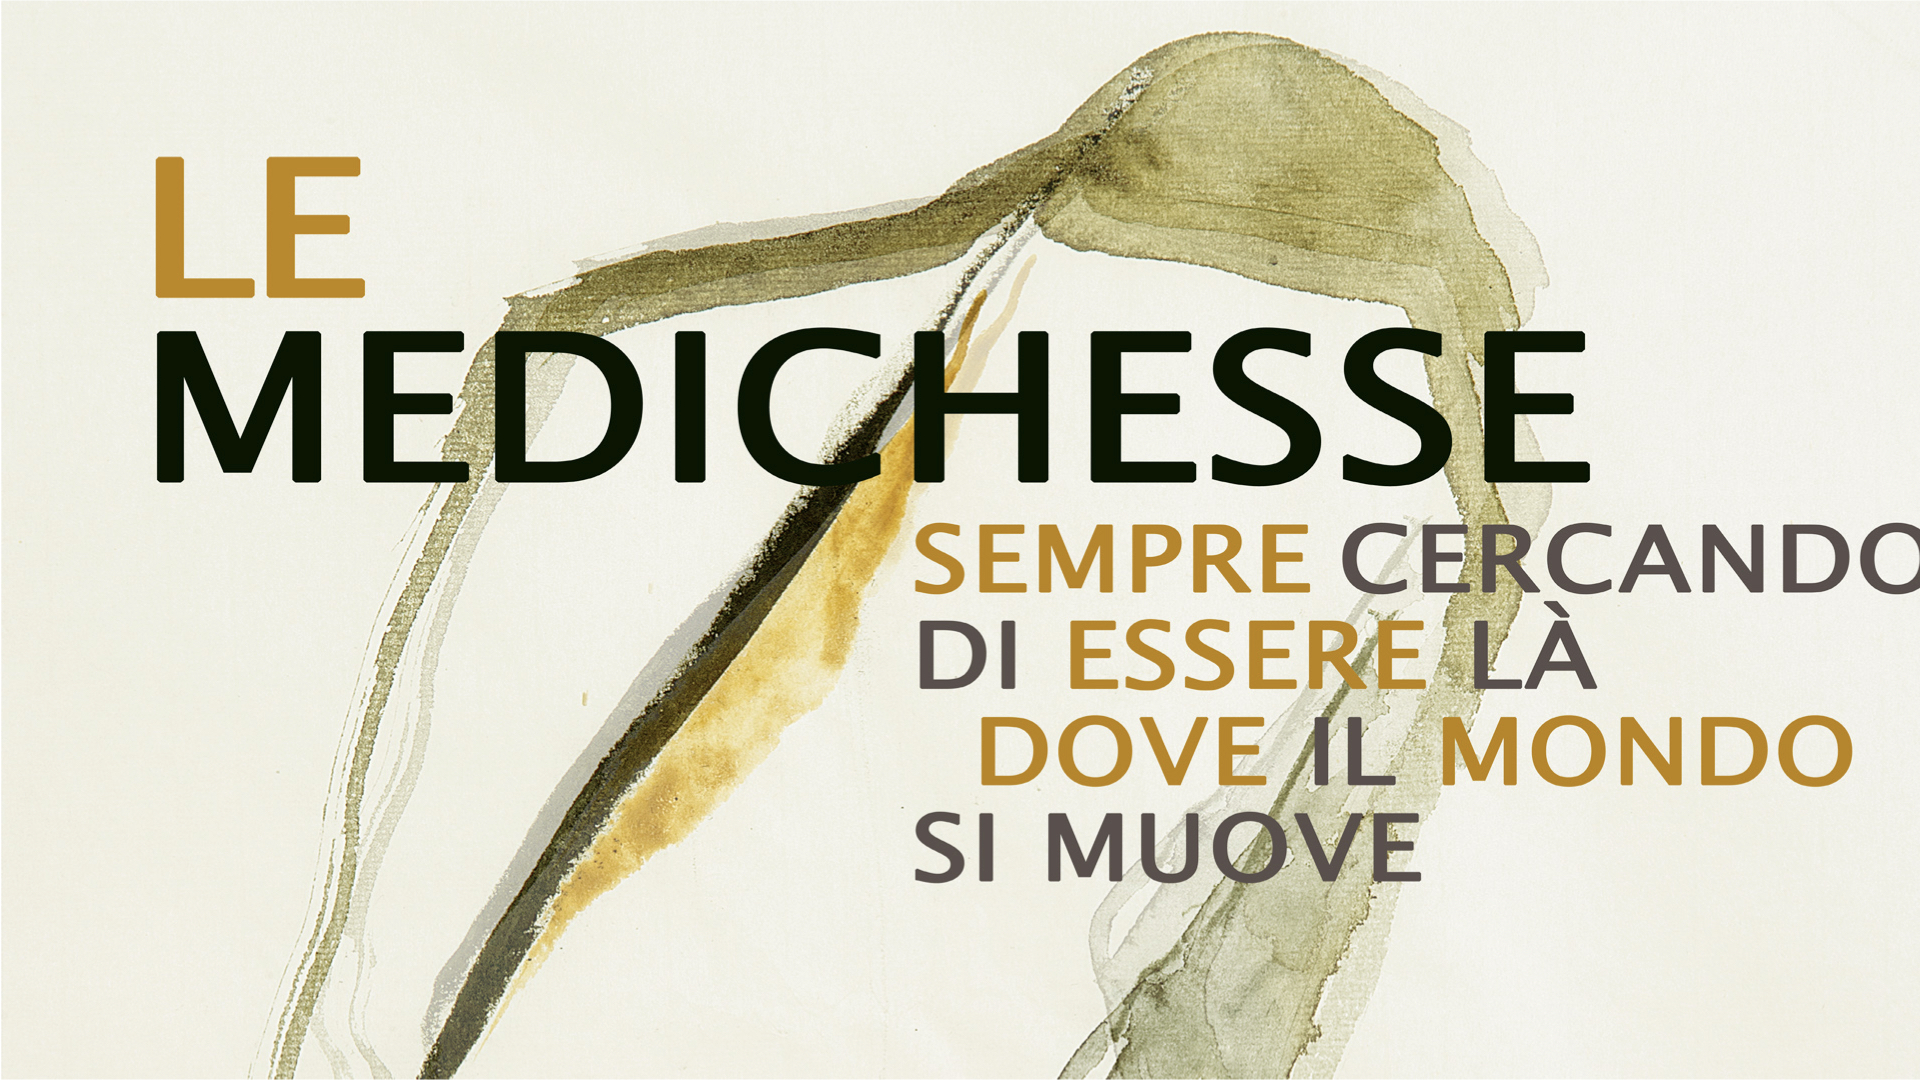 LE
MEDICHESSE
SEMPRE CERCANDO
DI ESSERE LÀ
DOVE IL MONDO
SI MUOVE